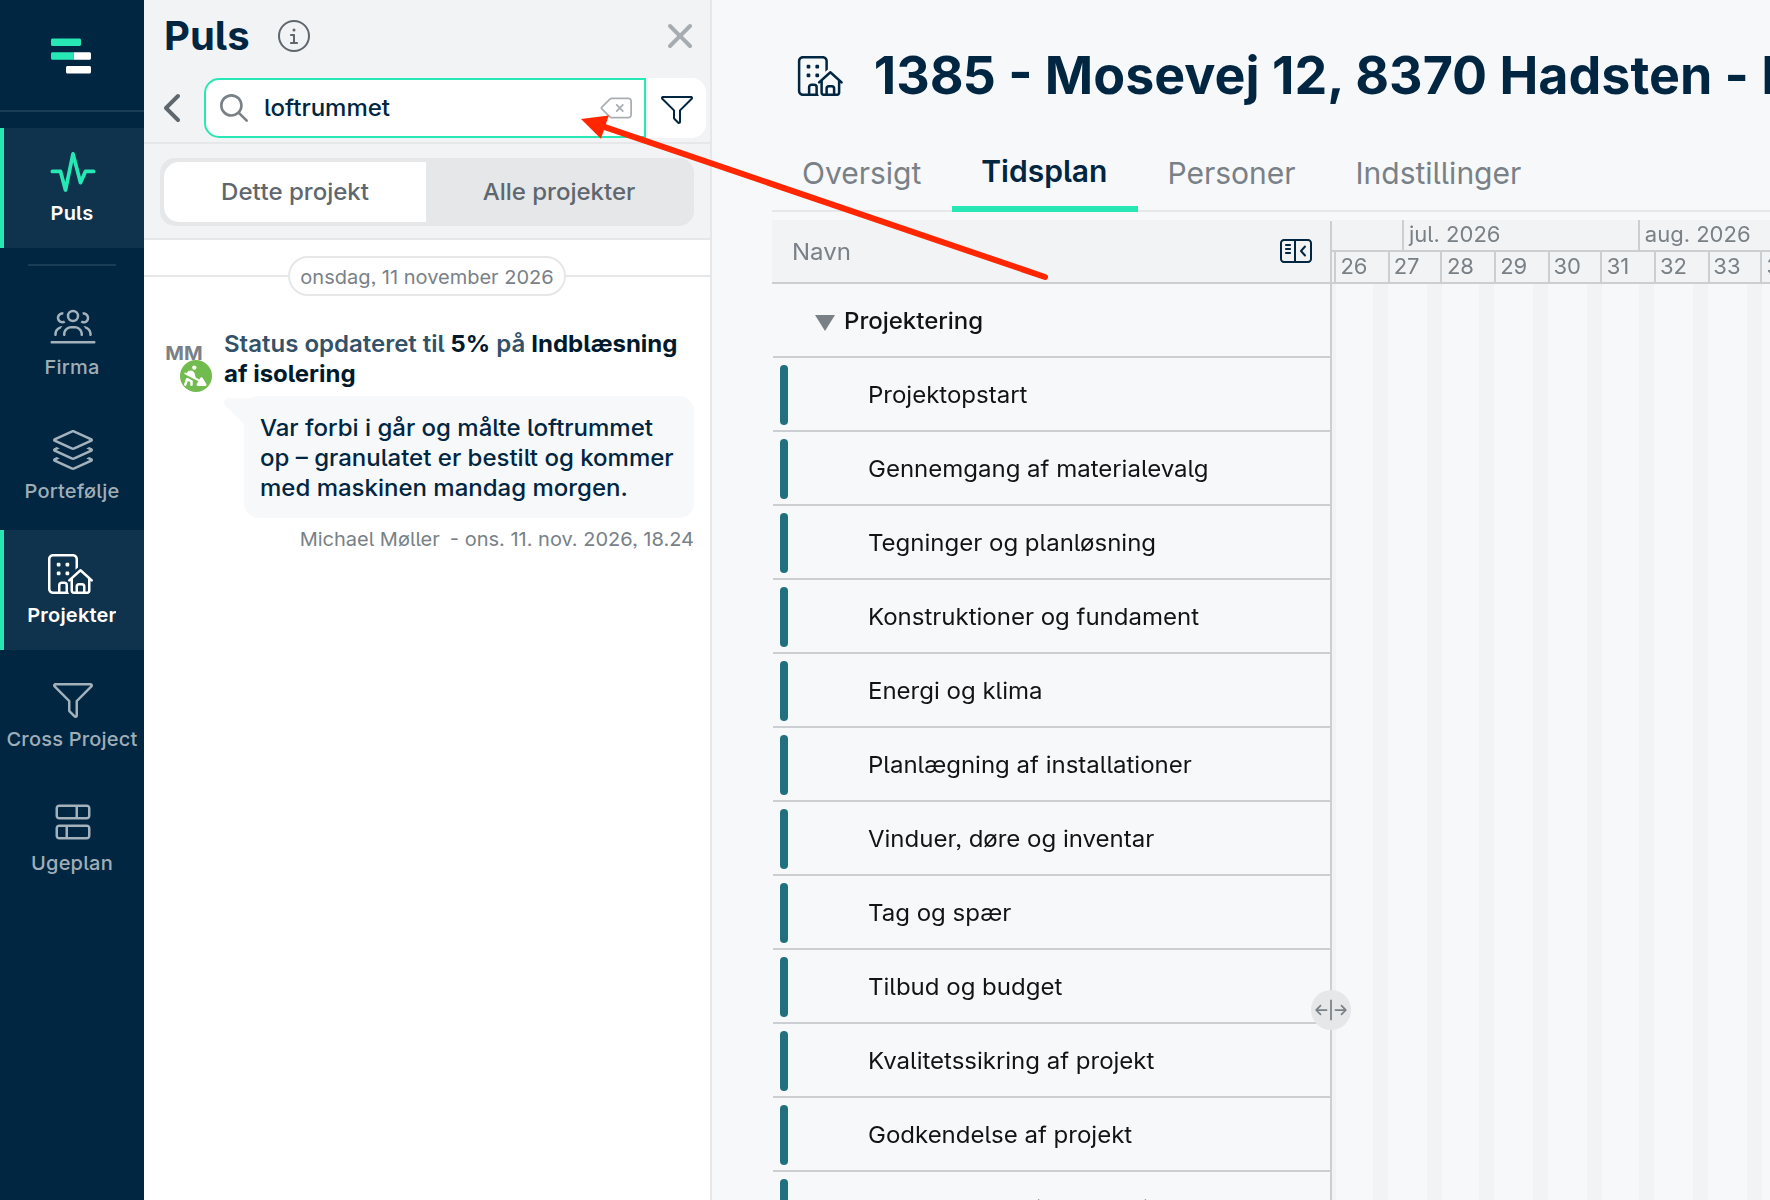 Puls
loftrummet
Dette projekt
Alle projekter
onsdag, 11 november 2026
MM
Status opdateret til 5% på Indblæsning
af isolering
Var forbi i går og målte loftrummet
op – granulatet er bestilt og kommer
med maskinen mandag morgen.
Michael Møller - ons. 11. nov. 2026, 18.24
Puls
Firma
Portefølje
Projekter
Cross Project
Ugeplan
1385 - Mosevej 12, 8370 Hadsten -
Oversigt
Tidsplan
Personer
Indstillinger
Navn
jul. 2026
aug. 2026
26 27 28 29 30 31 32 33
Projektering
Projektopstart
Gennemgang af materialevalg
Tegninger og planløsning
Konstruktioner og fundament
Energi og klima
Planlægning af installationer
Vinduer, døre og inventar
Tag og spær
Tilbud og budget
Kvalitetssikring af projekt
Godkendelse af projekt